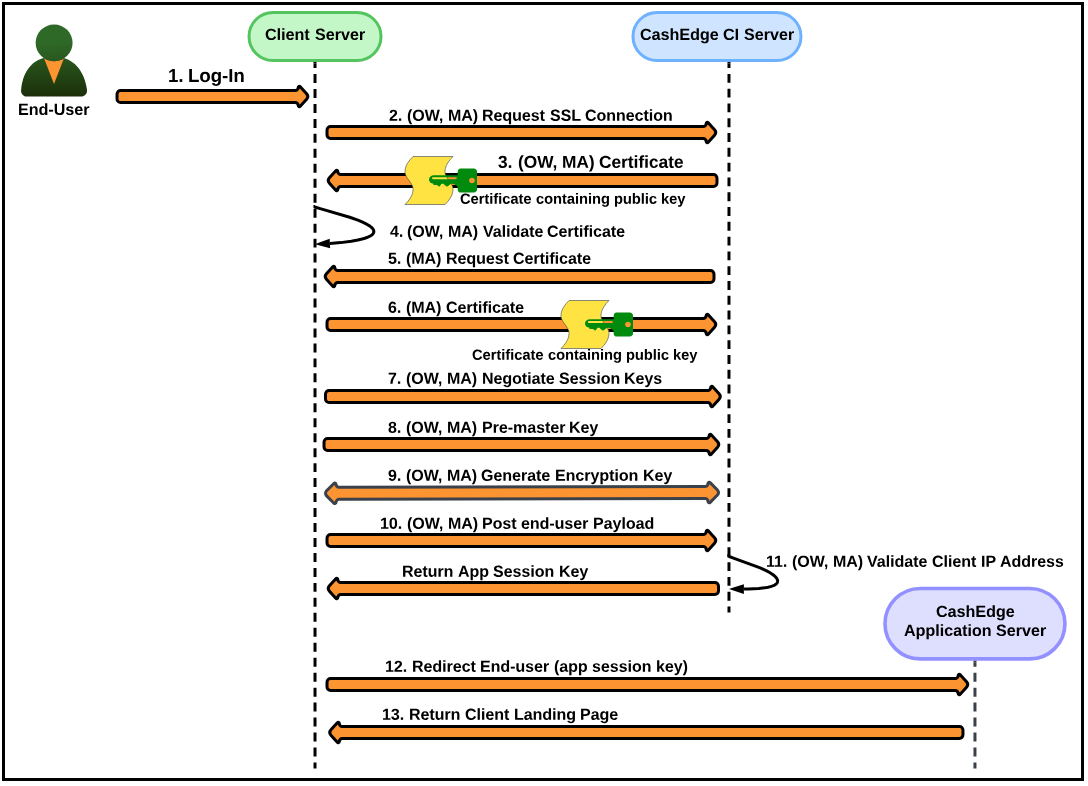 Client Server
CashEdge CI Server
End-User
1. Log-In
2. (OW, MA) Request SSL Connection
3. (OW, MA) Certificate
Certificate containing public key
4. (OW, MA) Validate Certificate
5. (MA) Request Certificate
6. (MA) Certificate
Certificate containing public key
7. (OW, MA) Negotiate Session Keys
8. (OW, MA) Pre-master Key
9. (OW, MA) Generate Encryption Key
10. (OW, MA) Post end-user Payload
11. (OW, MA) Validate Client IP Address
Return App Session Key
CashEdge
Application Server
12. Redirect End-user (app session key)
13. Return Client Landing Page